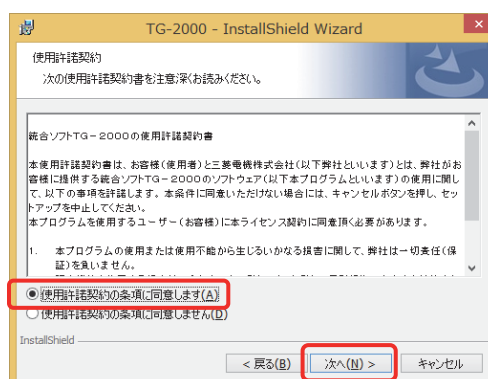 TG-2000 - InstallShield Wizard
使用許諾契約
次の使用許諾契約書を注意深くお読みください。
統合ソフトTG－2000の使用許諾契約書
本使用許諾契約書は、お客様(使用者)と三菱電機株式会社(以下弊社といいます)とは、弊社がお
客様に提供する統合ソフトTG－2000のソフトウェア(以下本プログラムといいます)の使用に関し
て、以下の事項を許諾します。本条件に同意いただけない場合には、キャンセルボタンを押し、セッ
トアップを中止してください。
本プログラムを使用するユーザー(お客様)に本ライセンス契約に同意頂く必要があります。
1. 本プログラムの使用または使用不能から生じるいかなる損害に関して、弊社は一切責任(保
証)を負いません。
使用許諾契約の条項に同意します(A)
使用許諾契約の条項に同意しません(D)
InstallShield
< 戻る(B) 次へ(N) > キャンセル